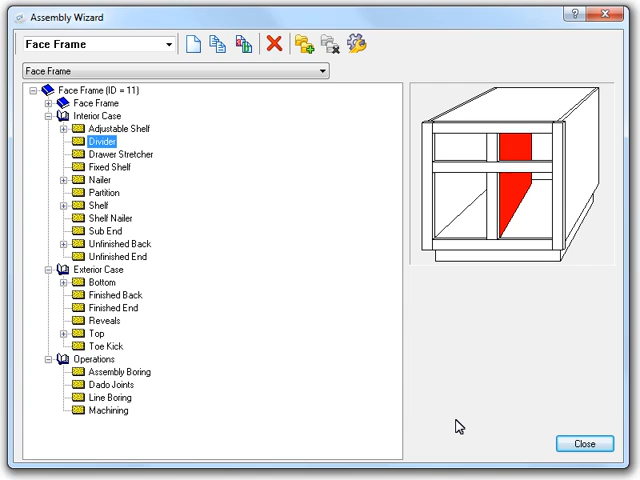 Assembly Wizard
?
Face Frame
Face Frame
Face Frame (ID = 11)
Face Frame
Interior Case
Adjustable Shelf
Divider
Drawer Stretcher
Fixed Shelf
Nailer
Partition
Shelf
Shelf Nailer
Sub End
Unfinished Back
Unfinished End
Exterior Case
Bottom
Finished Back
Finished End
Reveals
Top
Toe Kick
Operations
Assembly Boring
Dado Joints
Line Boring
Machining
Close